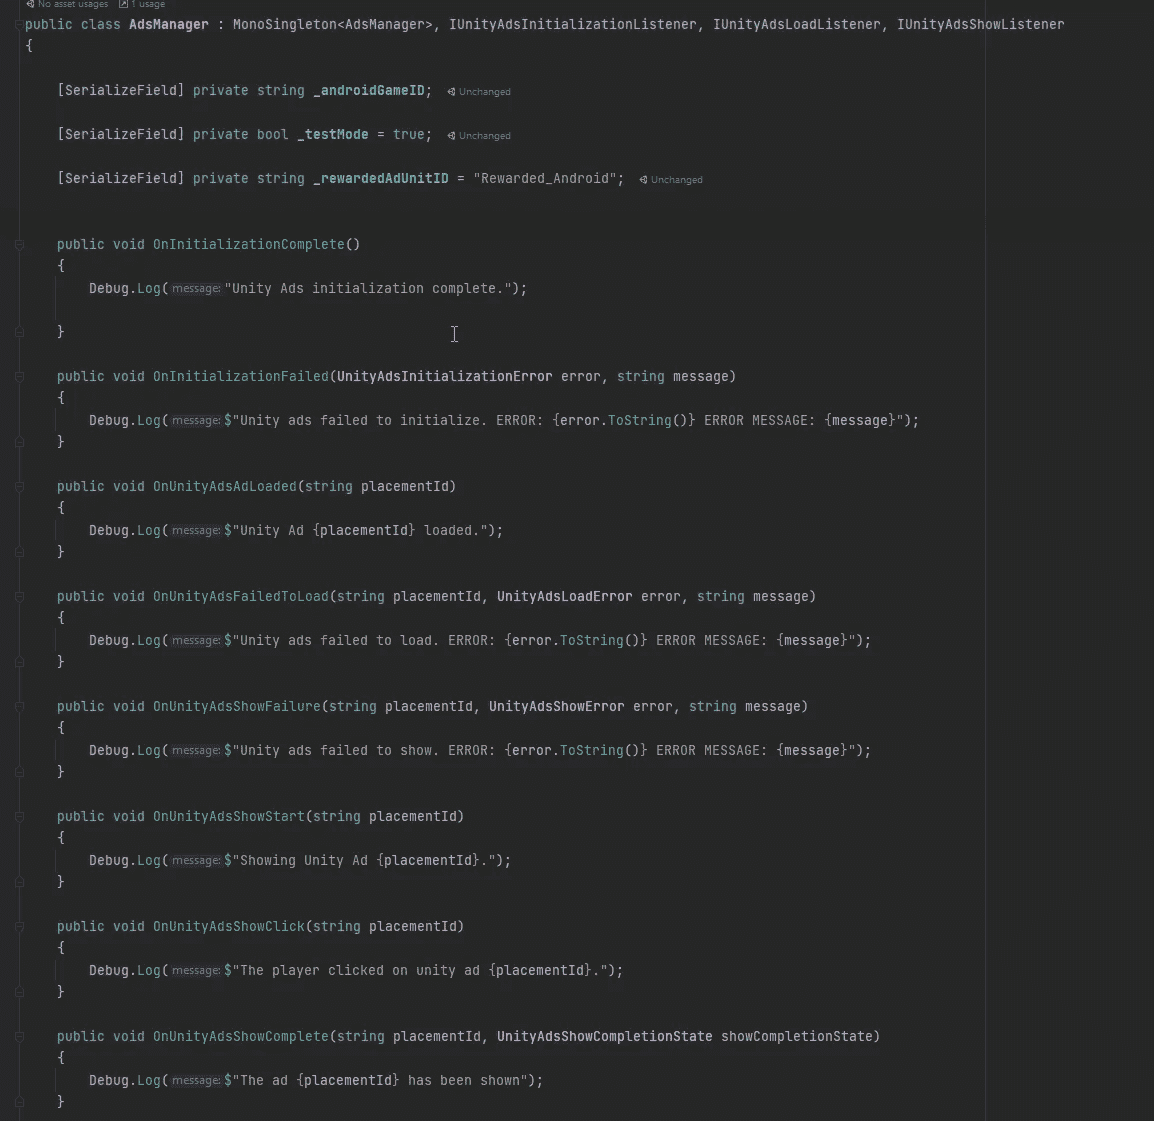 No asset usages 1 usage
public class AdsManager : MonoSingleton<AdsManager>, IUnityAdsInitializationListener, IUnityAdsLoadListener, IUnityAdsShowListener
{
[SerializeField] private string _androidGameID; Unchanged
[SerializeField] private bool _testMode = true; Unchanged
[SerializeField] private string _rewardedAdUnitID = "Rewarded_Android"; Unchanged
public void OnInitializationComplete()
{
Debug.Log(message: "Unity Ads initialization complete.");
}
public void OnInitializationFailed(UnityAdsInitializationError error, string message)
{
Debug.Log(message: $"Unity ads failed to initialize. ERROR: {error.ToString()} ERROR MESSAGE: {message}");
}
public void OnUnityAdsAdLoaded(string placementId)
{
Debug.Log(message: $"Unity Ad {placementId} loaded.");
}
public void OnUnityAdsFailedToLoad(string placementId, UnityAdsLoadError error, string message)
{
Debug.Log(message: $"Unity ads failed to load. ERROR: {error.ToString()} ERROR MESSAGE: {message}");
}
public void OnUnityAdsShowFailure(string placementId, UnityAdsShowError error, string message)
{
Debug.Log(message: $"Unity ads failed to show. ERROR: {error.ToString()} ERROR MESSAGE: {message}");
}
public void OnUnityAdsShowStart(string placementId)
{
Debug.Log(message: $"Showing Unity Ad {placementId}.");
}
public void OnUnityAdsShowClick(string placementId)
{
Debug.Log(message: $"The player clicked on unity ad {placementId}.");
}
public void OnUnityAdsShowComplete(string placementId, UnityAdsShowCompletionState showCompletionState)
{
Debug.Log(message: $"The ad {placementId} has been shown");
}